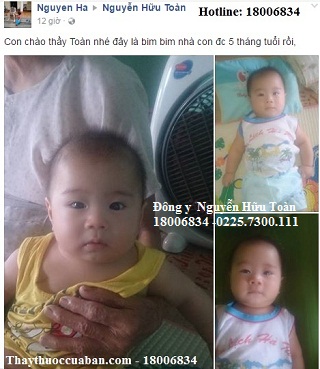 Nguyen Ha ▸ Nguyễn Hữu Toàn
Hotline: 18006834
12 giờ
Con chào thầy Toàn nhé đây là bim bim nhà con đc 5 tháng tuổi rồi,
Đông y Nguyễn Hữu Toàn
18006834 -0225.7300.111
Thaythuoccuaban.com - 18006834